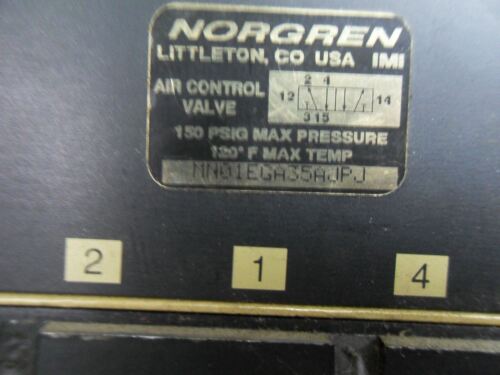 NORGREN
LITTLETON, CO USA IMI
AIR CONTROL
VALVE
2 4
12 14
3 1 5
150 PSIG MAX PRESSURE
120° F MAX TEMP
NN01EGA35AJPJ
2 1 4